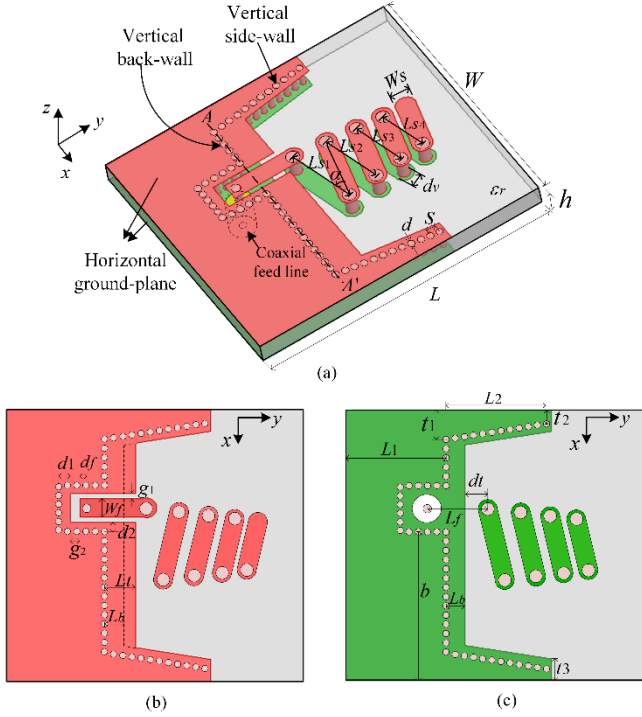 Vertical
side-wall
Vertical
back-wall
W
z
y
x
A
Ws
Ls1
Ls2
Ls3
Ls4
α
dv
εr
h
d
S
Coaxial
feed line
Horizontal
ground-plane
A'
L
(a)
y
x
d1
df
g1
Wf
g2
d2
Lt
Lb
(b)
L2
t1
t2
y
x
L1
dt
Lf
b
Lb
t3
(c)